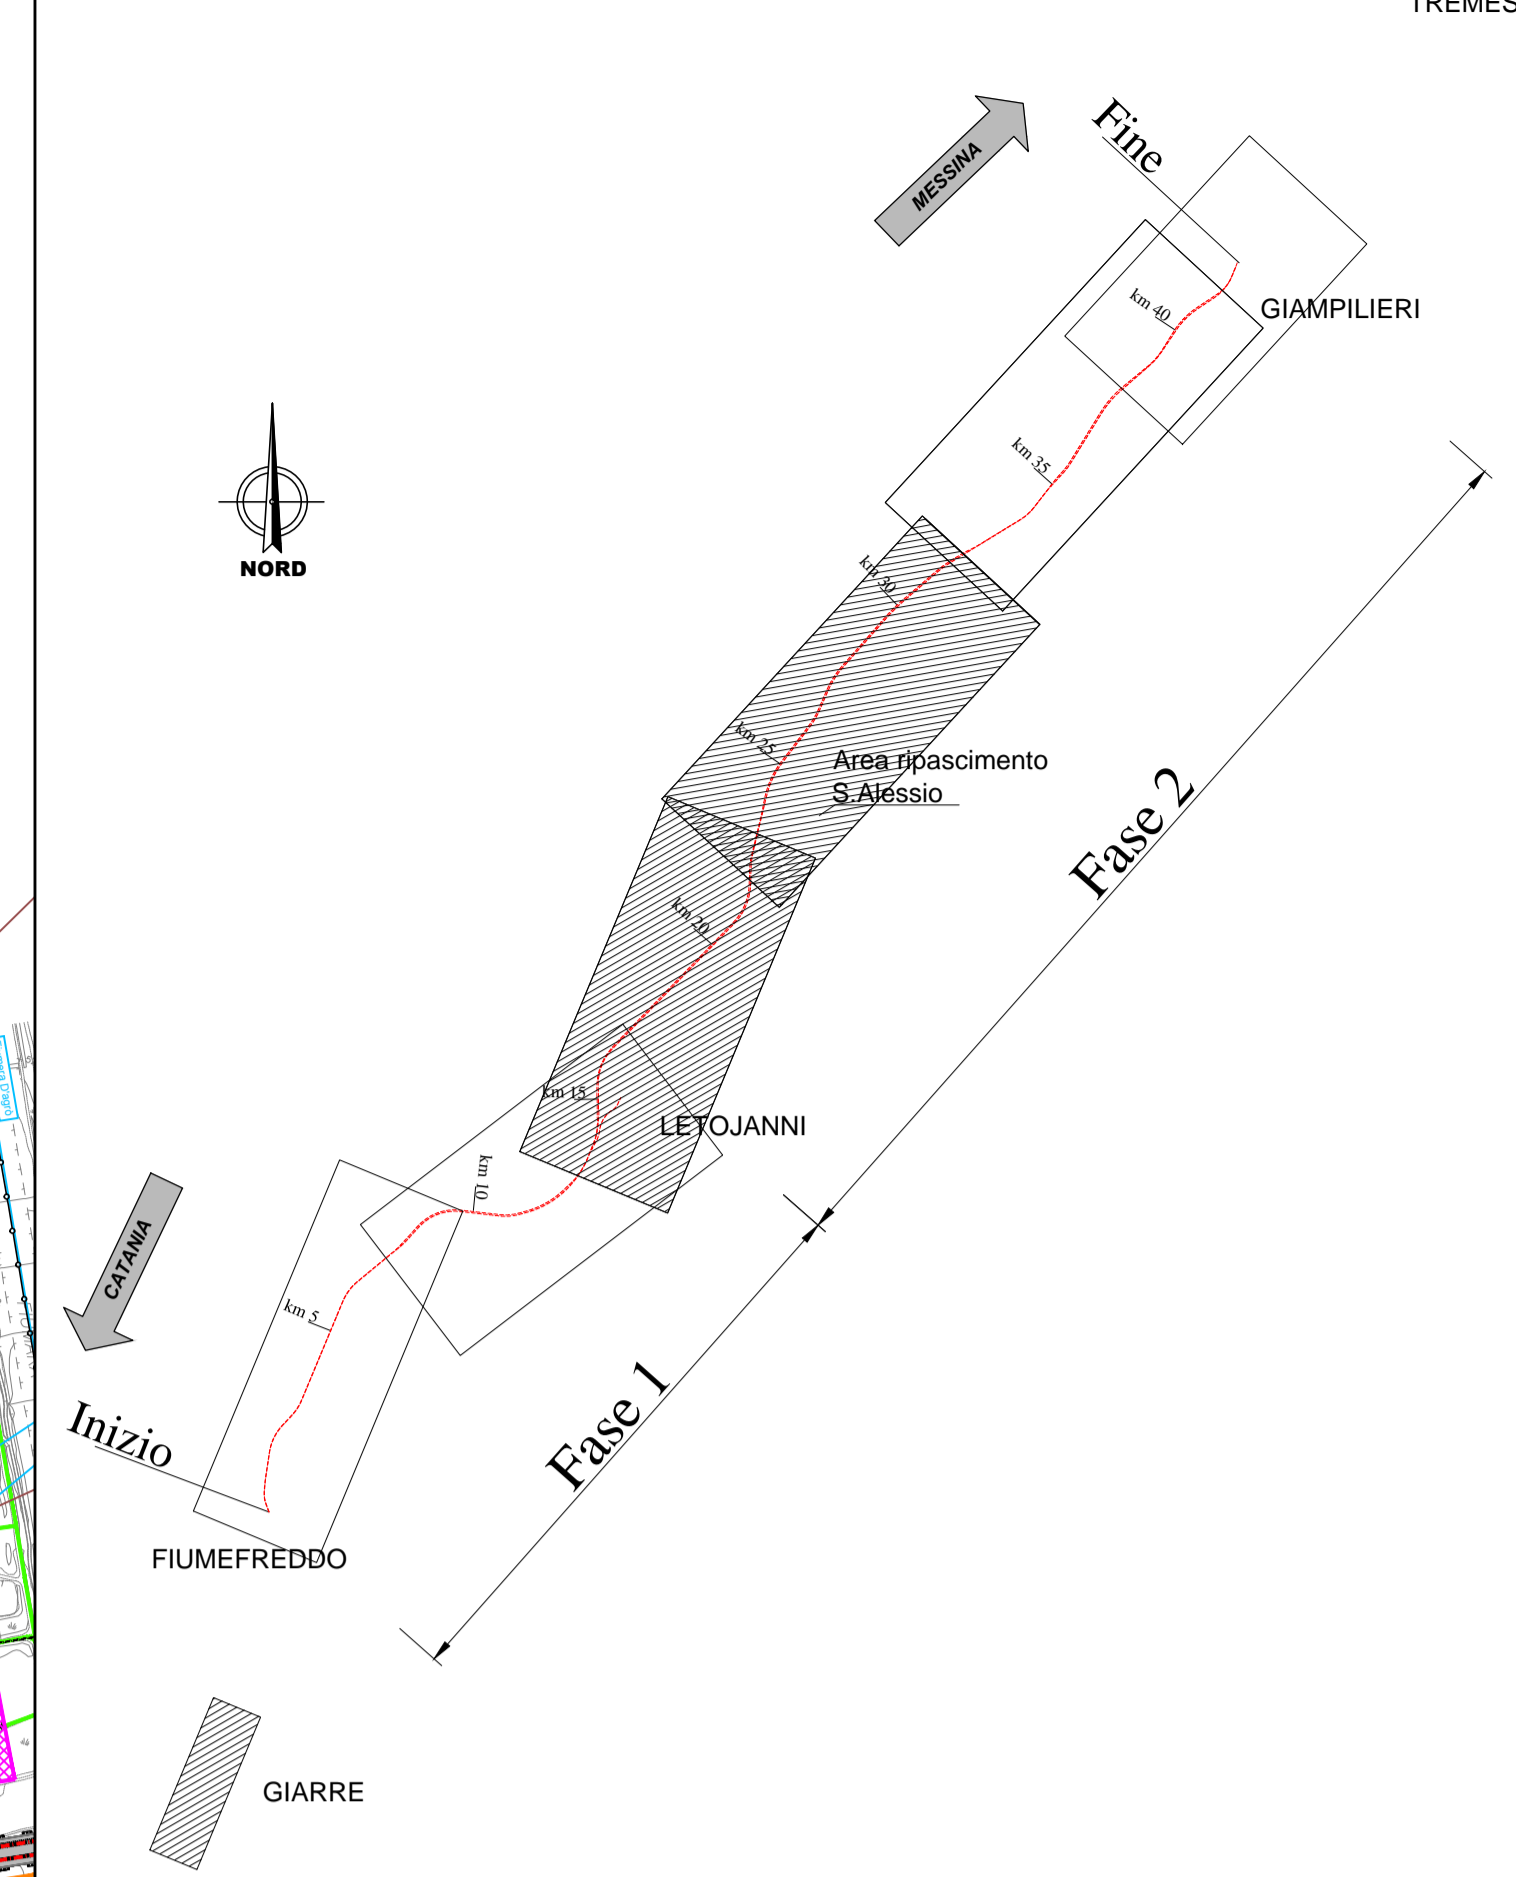 TREMES
MESSINA
Fine
km 40
GIAMPILIERI
km 35
NORD
km 30
km 25
Area ripascimento
S.Alessio
Fase 2
km 20
km 15
LETOJANNI
km 10
CATANIA
km 5
Fase 1
Inizio
FIUMEFREDDO
GIARRE